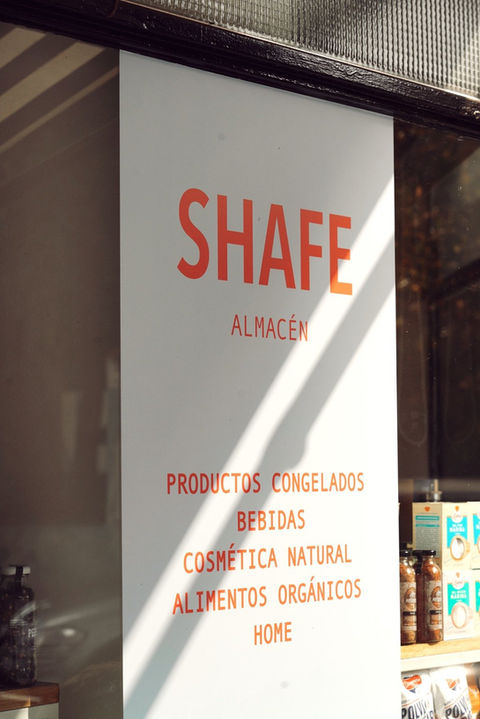 SHAFE
ALMACÉN
PRODUCTOS CONGELADOS
BEBIDAS
COSMÉTICA NATURAL
ALIMENTOS ORGÁNICOS
HOME